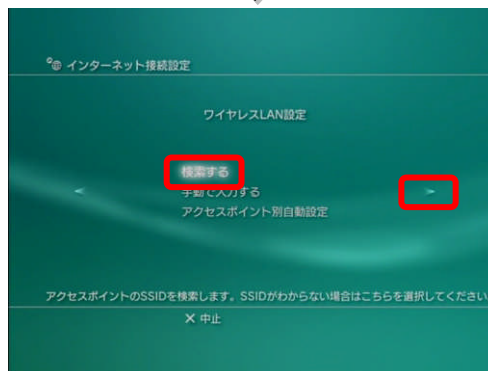 インターネット接続設定
ワイヤレスLAN設定
検索する
手動で入力する
アクセスポイント別自動設定
アクセスポイントのSSIDを検索します。SSIDがわからない場合はこちらを選択してください
✕ 中止